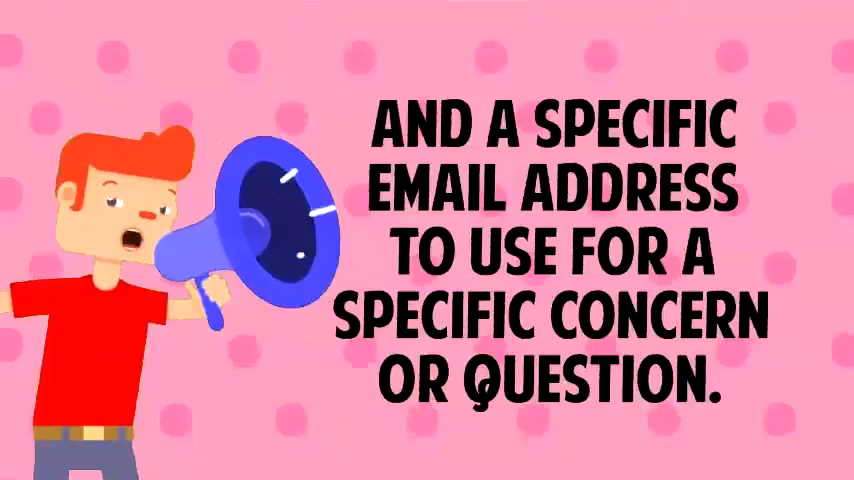 AND A SPECIFIC
EMAIL ADDRESS
TO USE FOR A
SPECIFIC CONCERN
OR QUESTION.